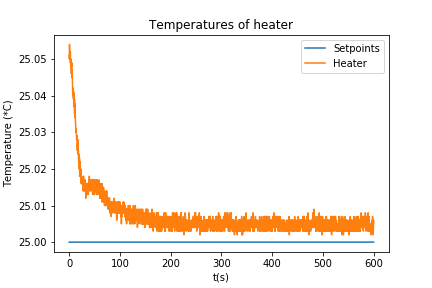 Temperatures of heater
Setpoints
Heater
Temperature (*C)
25.05
25.04
25.03
25.02
25.01
25.00
0
100
200
300
400
500
600
t(s)